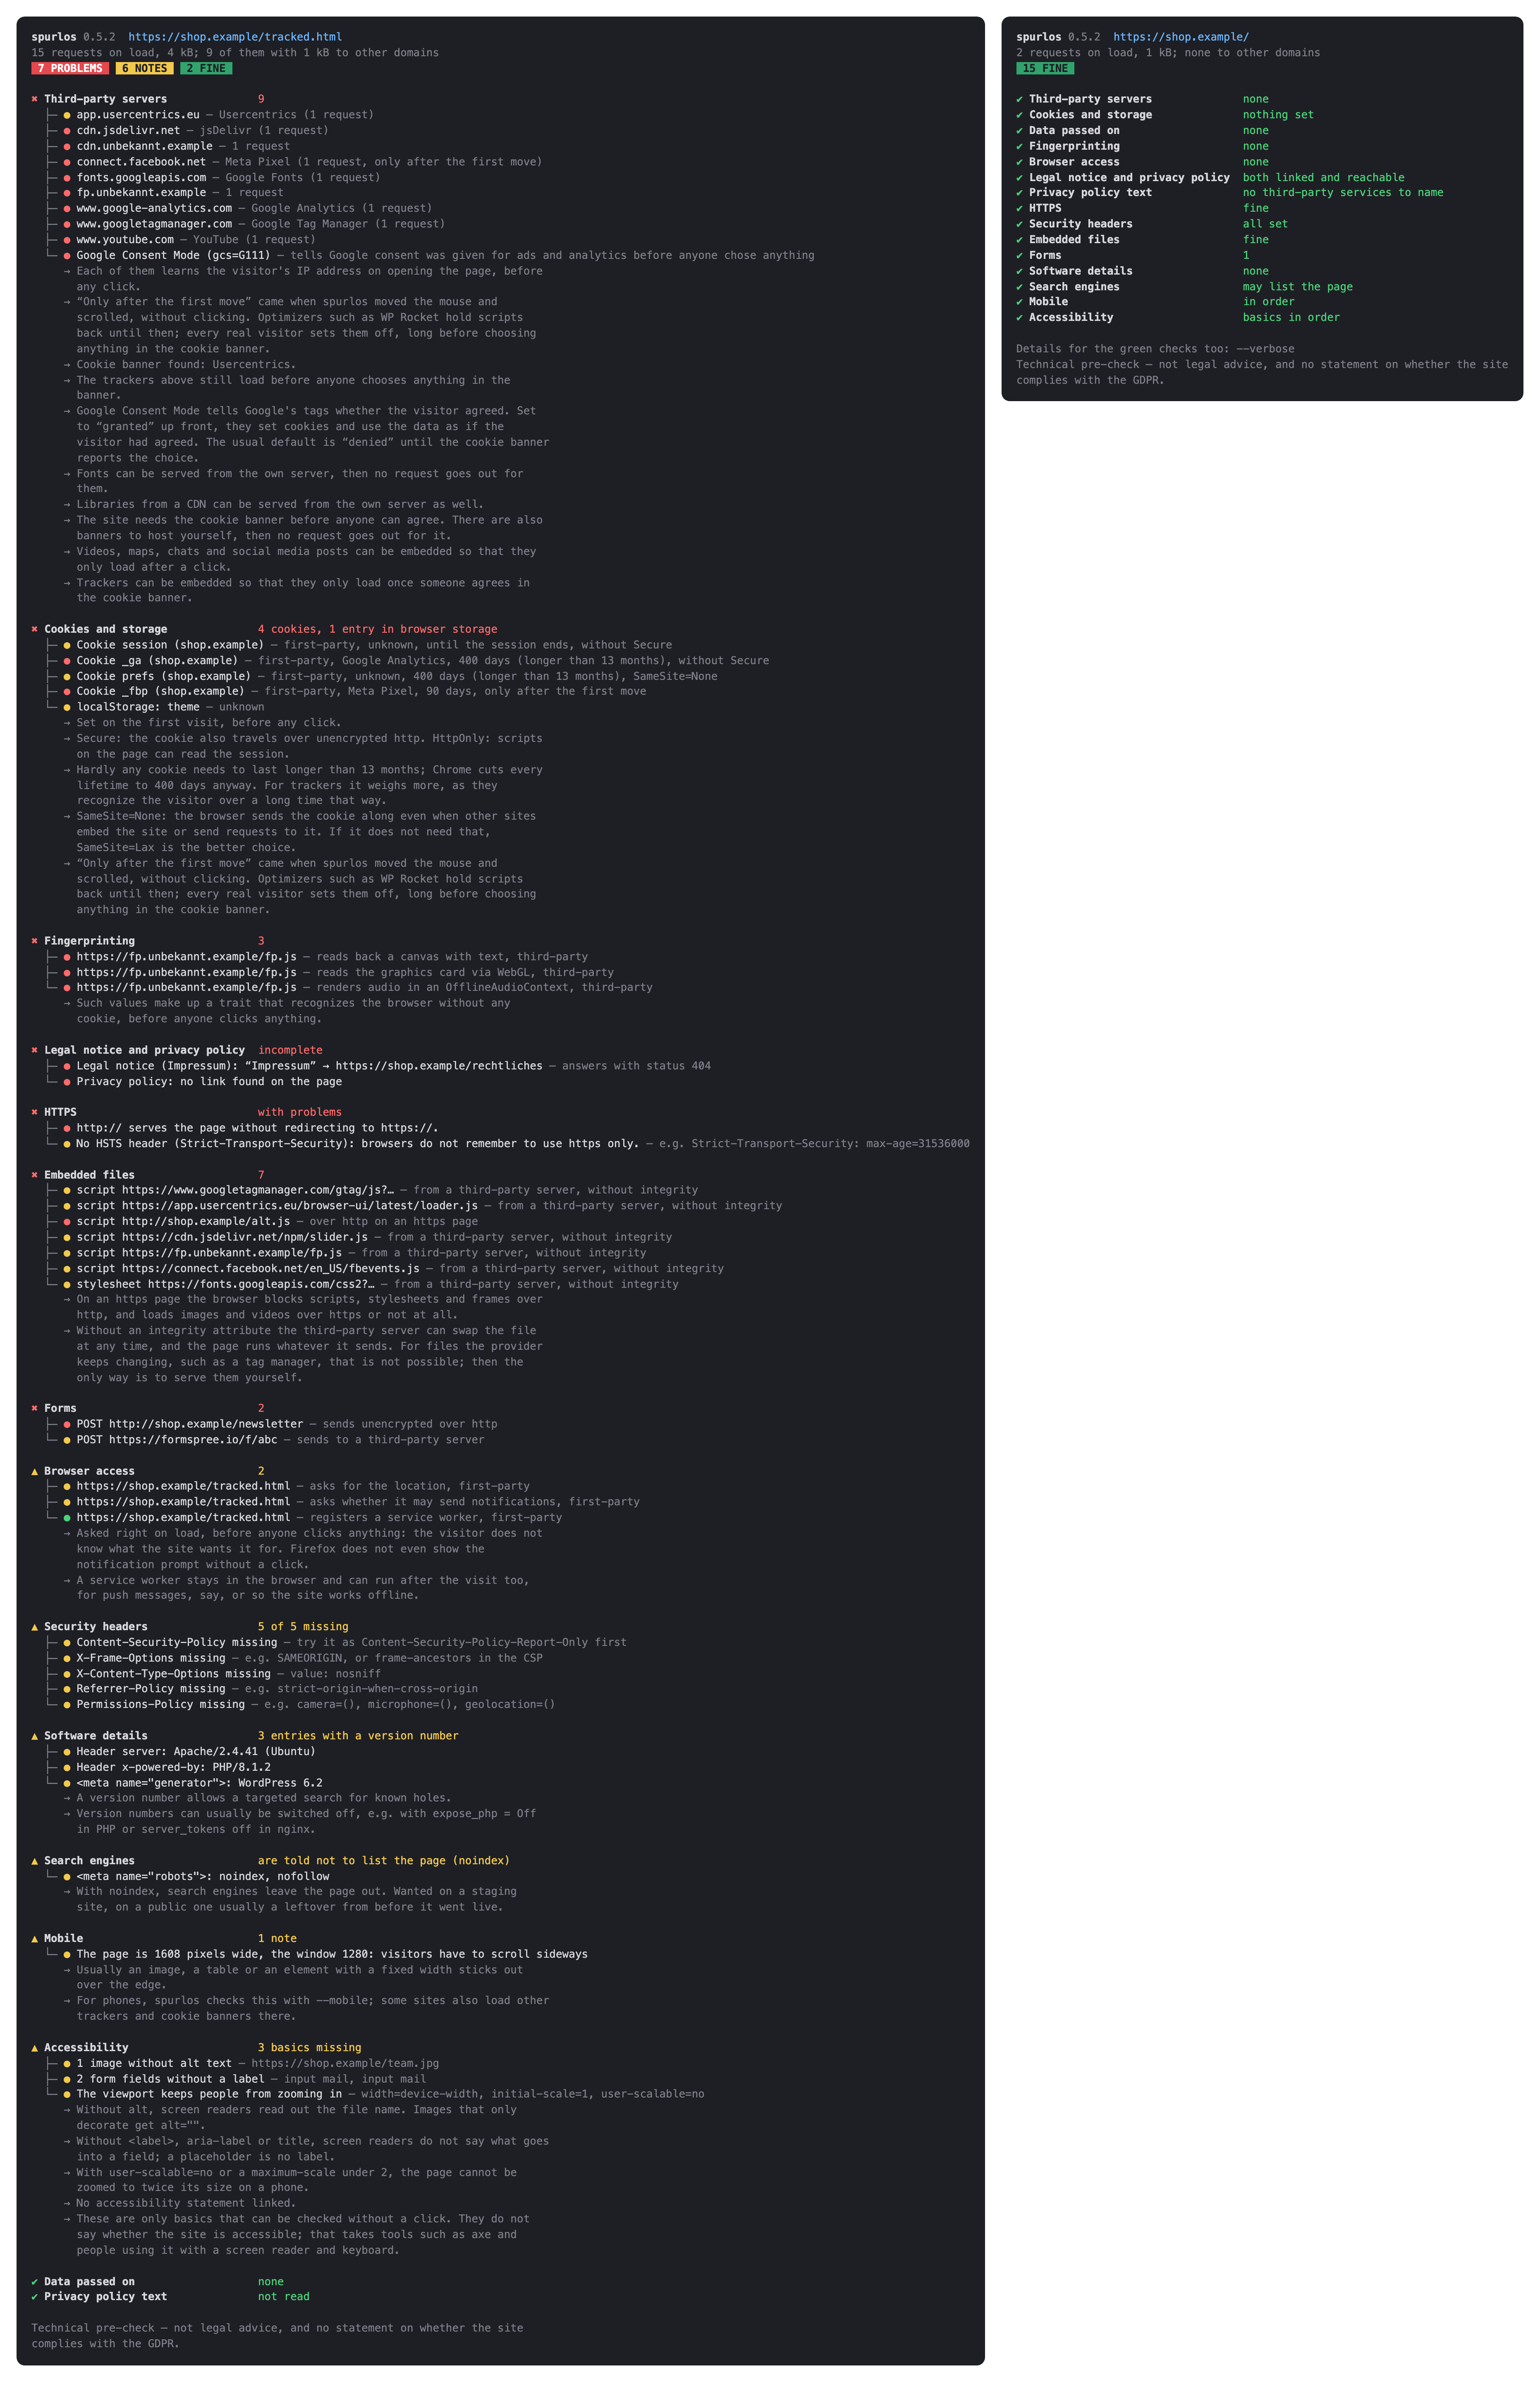 spurlos 0.5.2  https://shop.example/tracked.html
15 requests on load, 4 kB; 9 of them with 1 kB to other domains
7 PROBLEMS  6 NOTES  2 FINE
✖ Third-party servers  9
├─ ● app.usercentrics.eu — Usercentrics (1 request)
├─ ● cdn.jsdelivr.net — jsDelivr (1 request)
├─ ● cdn.unbekannt.example — 1 request
├─ ● connect.facebook.net — Meta Pixel (1 request, only after the first move)
├─ ● fonts.googleapis.com — Google Fonts (1 request)
├─ ● fp.unbekannt.example — 1 request
├─ ● www.google-analytics.com — Google Analytics (1 request)
├─ ● www.googletagmanager.com — Google Tag Manager (1 request)
├─ ● www.youtube.com — YouTube (1 request)
└─ ● Google Consent Mode (gcs=G111) — tells Google consent was given for ads and analytics before anyone chose anything
→ Each of them learns the visitor's IP address on opening the page, before
any click.
→ “Only after the first move” came when spurlos moved the mouse and
scrolled, without clicking. Optimizers such as WP Rocket hold scripts
back until then; every real visitor sets them off, long before choosing
anything in the cookie banner.
→ Cookie banner found: Usercentrics.
→ The trackers above still load before anyone chooses anything in the
banner.
→ Google Consent Mode tells Google's tags whether the visitor agreed. Set
to “granted” up front, they set cookies and use the data as if the
visitor had agreed. The usual default is “denied” until the cookie banner
reports the choice.
→ Fonts can be served from the own server, then no request goes out for
them.
→ Libraries from a CDN can be served from the own server as well.
→ The site needs the cookie banner before anyone can agree. There are also
banners to host yourself, then no request goes out for it.
→ Videos, maps, chats and social media posts can be embedded so that they
only load after a click.
→ Trackers can be embedded so that they only load once someone agrees in
the cookie banner.
✖ Cookies and storage  4 cookies, 1 entry in browser storage
├─ ● Cookie session (shop.example) — first-party, unknown, until the session ends, without Secure
├─ ● Cookie _ga (shop.example) — first-party, Google Analytics, 400 days (longer than 13 months), without Secure
├─ ● Cookie prefs (shop.example) — first-party, unknown, 400 days (longer than 13 months), SameSite=None
├─ ● Cookie _fbp (shop.example) — first-party, Meta Pixel, 90 days, only after the first move
└─ ● localStorage: theme — unknown
→ Set on the first visit, before any click.
→ Secure: the cookie also travels over unencrypted http. HttpOnly: scripts
on the page can read the session.
→ Hardly any cookie needs to last longer than 13 months; Chrome cuts every
lifetime to 400 days anyway. For trackers it weighs more, as they
recognize the visitor over a long time that way.
→ SameSite=None: the browser sends the cookie along even when other sites
embed the site or send requests to it. If it does not need that,
SameSite=Lax is the better choice.
→ “Only after the first move” came when spurlos moved the mouse and
scrolled, without clicking. Optimizers such as WP Rocket hold scripts
back until then; every real visitor sets them off, long before choosing
anything in the cookie banner.
✖ Fingerprinting  3
├─ ● https://fp.unbekannt.example/fp.js — reads back a canvas with text, third-party
├─ ● https://fp.unbekannt.example/fp.js — reads the graphics card via WebGL, third-party
└─ ● https://fp.unbekannt.example/fp.js — renders audio in an OfflineAudioContext, third-party
→ Such values make up a trait that recognizes the browser without any
cookie, before anyone clicks anything.
✖ Legal notice and privacy policy  incomplete
├─ ● Legal notice (Impressum): “Impressum” → https://shop.example/rechtliches — answers with status 404
└─ ● Privacy policy: no link found on the page
✖ HTTPS  with problems
├─ ● http:// serves the page without redirecting to https://.
└─ ● No HSTS header (Strict-Transport-Security): browsers do not remember to use https only. — e.g. Strict-Transport-Security: max-age=31536000
✖ Embedded files  7
├─ ● script https://www.googletagmanager.com/gtag/js?… — from a third-party server, without integrity
├─ ● script https://app.usercentrics.eu/browser-ui/latest/loader.js — from a third-party server, without integrity
├─ ● script http://shop.example/alt.js — over http on an https page
├─ ● script https://cdn.jsdelivr.net/npm/slider.js — from a third-party server, without integrity
├─ ● script https://fp.unbekannt.example/fp.js — from a third-party server, without integrity
├─ ● script https://connect.facebook.net/en_US/fbevents.js — from a third-party server, without integrity
└─ ● stylesheet https://fonts.googleapis.com/css2?… — from a third-party server, without integrity
→ On an https page the browser blocks scripts, stylesheets and frames over
http, and loads images and videos over https or not at all.
→ Without an integrity attribute the third-party server can swap the file
at any time, and the page runs whatever it sends. For files the provider
keeps changing, such as a tag manager, that is not possible; then the
only way is to serve them yourself.
✖ Forms  2
├─ ● POST http://shop.example/newsletter — sends unencrypted over http
└─ ● POST https://formspree.io/f/abc — sends to a third-party server
▲ Browser access  2
├─ ● https://shop.example/tracked.html — asks for the location, first-party
├─ ● https://shop.example/tracked.html — asks whether it may send notifications, first-party
└─ ● https://shop.example/tracked.html — registers a service worker, first-party
→ Asked right on load, before anyone clicks anything: the visitor does not
know what the site wants it for. Firefox does not even show the
notification prompt without a click.
→ A service worker stays in the browser and can run after the visit too,
for push messages, say, or so the site works offline.
▲ Security headers  5 of 5 missing
├─ ● Content-Security-Policy missing — try it as Content-Security-Policy-Report-Only first
├─ ● X-Frame-Options missing — e.g. SAMEORIGIN, or frame-ancestors in the CSP
├─ ● X-Content-Type-Options missing — value: nosniff
├─ ● Referrer-Policy missing — e.g. strict-origin-when-cross-origin
└─ ● Permissions-Policy missing — e.g. camera=(), microphone=(), geolocation=()
▲ Software details  3 entries with a version number
├─ ● Header server: Apache/2.4.41 (Ubuntu)
├─ ● Header x-powered-by: PHP/8.1.2
└─ ● <meta name="generator">: WordPress 6.2
→ A version number allows a targeted search for known holes.
→ Version numbers can usually be switched off, e.g. with expose_php = Off
in PHP or server_tokens off in nginx.
▲ Search engines  are told not to list the page (noindex)
└─ ● <meta name="robots">: noindex, nofollow
→ With noindex, search engines leave the page out. Wanted on a staging
site, on a public one usually a leftover from before it went live.
▲ Mobile  1 note
└─ ● The page is 1608 pixels wide, the window 1280: visitors have to scroll sideways
→ Usually an image, a table or an element with a fixed width sticks out
over the edge.
→ For phones, spurlos checks this with --mobile; some sites also load other
trackers and cookie banners there.
▲ Accessibility  3 basics missing
├─ ● 1 image without alt text — https://shop.example/team.jpg
├─ ● 2 form fields without a label — input mail, input mail
└─ ● The viewport keeps people from zooming in — width=device-width, initial-scale=1, user-scalable=no
→ Without alt, screen readers read out the file name. Images that only
decorate get alt="".
→ Without <label>, aria-label or title, screen readers do not say what goes
into a field; a placeholder is no label.
→ With user-scalable=no or a maximum-scale under 2, the page cannot be
zoomed to twice its size on a phone.
→ No accessibility statement linked.
→ These are only basics that can be checked without a click. They do not
say whether the site is accessible; that takes tools such as axe and
people using it with a screen reader and keyboard.
✔ Data passed on  none
✔ Privacy policy text  not read
Technical pre-check — not legal advice, and no statement on whether the site
complies with the GDPR.
spurlos 0.5.2  https://shop.example/
2 requests on load, 1 kB; none to other domains
15 FINE
✔ Third-party servers  none
✔ Cookies and storage  nothing set
✔ Data passed on  none
✔ Fingerprinting  none
✔ Browser access  none
✔ Legal notice and privacy policy  both linked and reachable
✔ Privacy policy text  no third-party services to name
✔ HTTPS  fine
✔ Security headers  all set
✔ Embedded files  fine
✔ Forms  1
✔ Software details  none
✔ Search engines  may list the page
✔ Mobile  in order
✔ Accessibility  basics in order
Details for the green checks too: --verbose
Technical pre-check — not legal advice, and no statement on whether the site
complies with the GDPR.